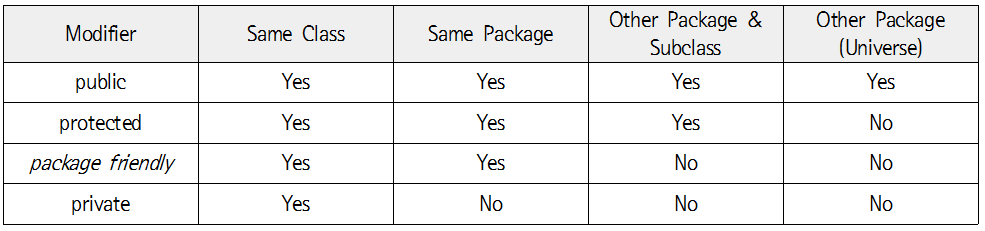 Modifier Same Class Same Package Other Package & Subclass Other Package (Universe)
public Yes Yes Yes Yes
protected Yes Yes Yes No
package friendly Yes Yes No No
private Yes No No No